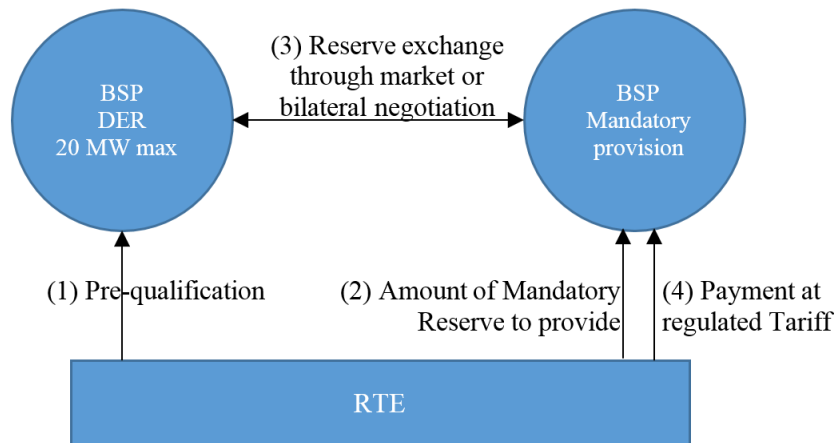 (3) Reserve exchange
through market or
bilateral negotiation
BSP
DER
20 MW max
BSP
Mandatory
provision
(1) Pre-qualification
(2) Amount of Mandatory
Reserve to provide
(4) Payment at
regulated Tariff
RTE